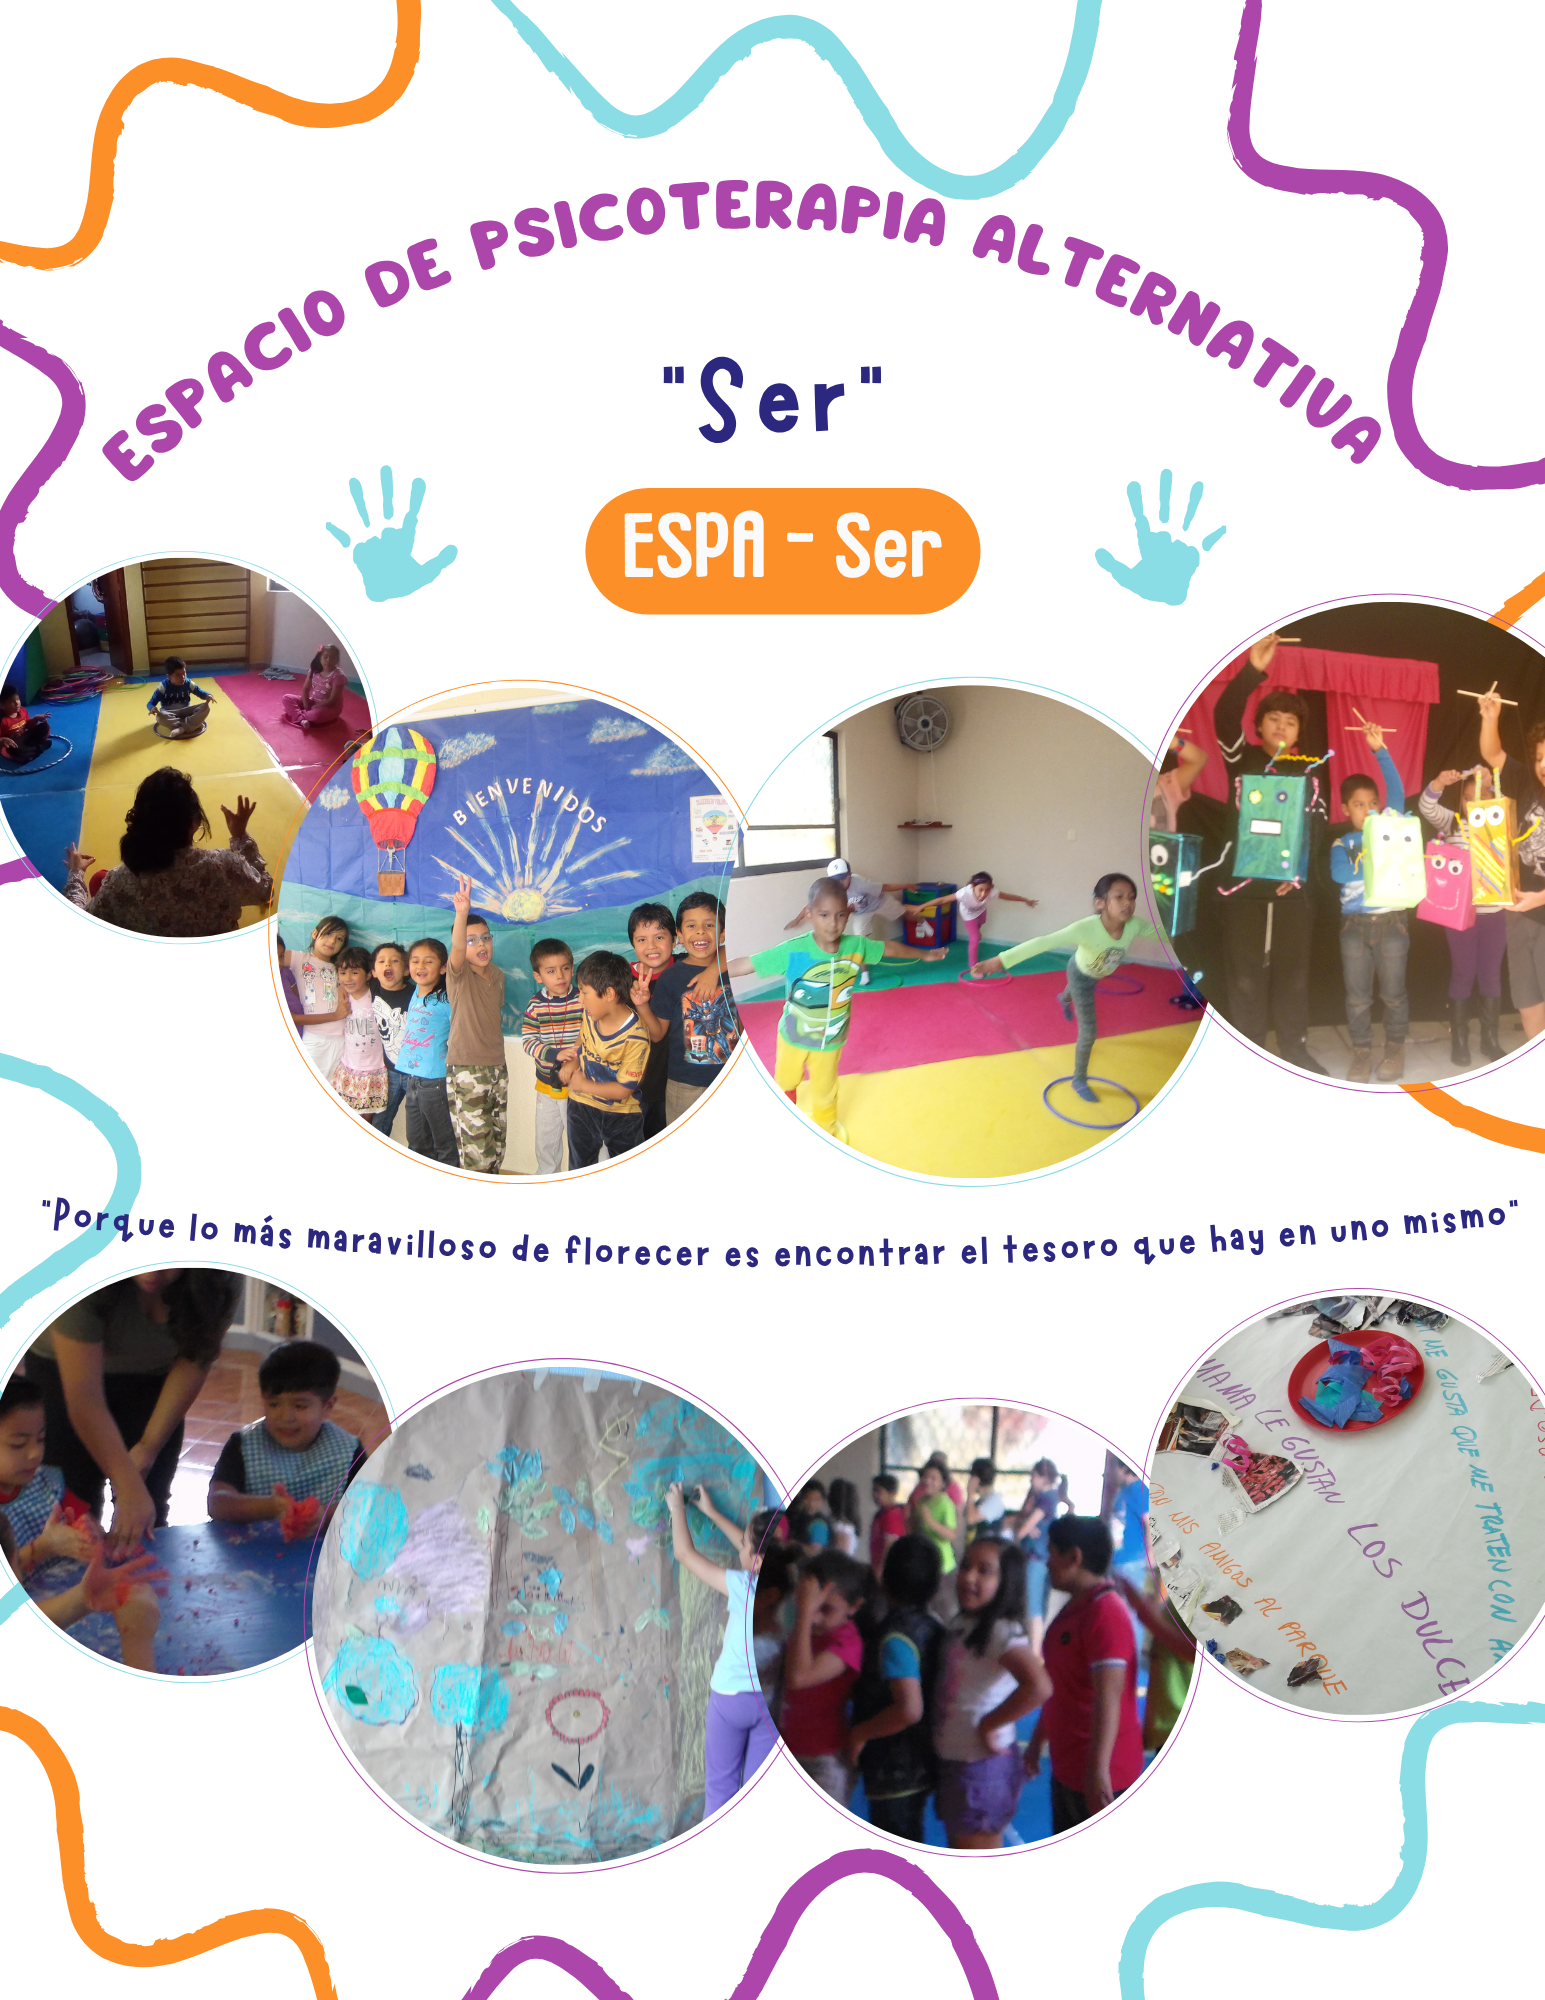 ESPACIO DE PSICOTERAPIA ALTERNATIVA
"Ser"
ESPA - Ser
BIENVENIDOS
"Porque lo más maravilloso de florecer es encontrar el tesoro que hay en uno mismo"
MAMA LE GUSTAN
LOS DULCE
ME GUSTA QUE ME TRATEN CON
CON MIS AMIGOS AL PARQUE